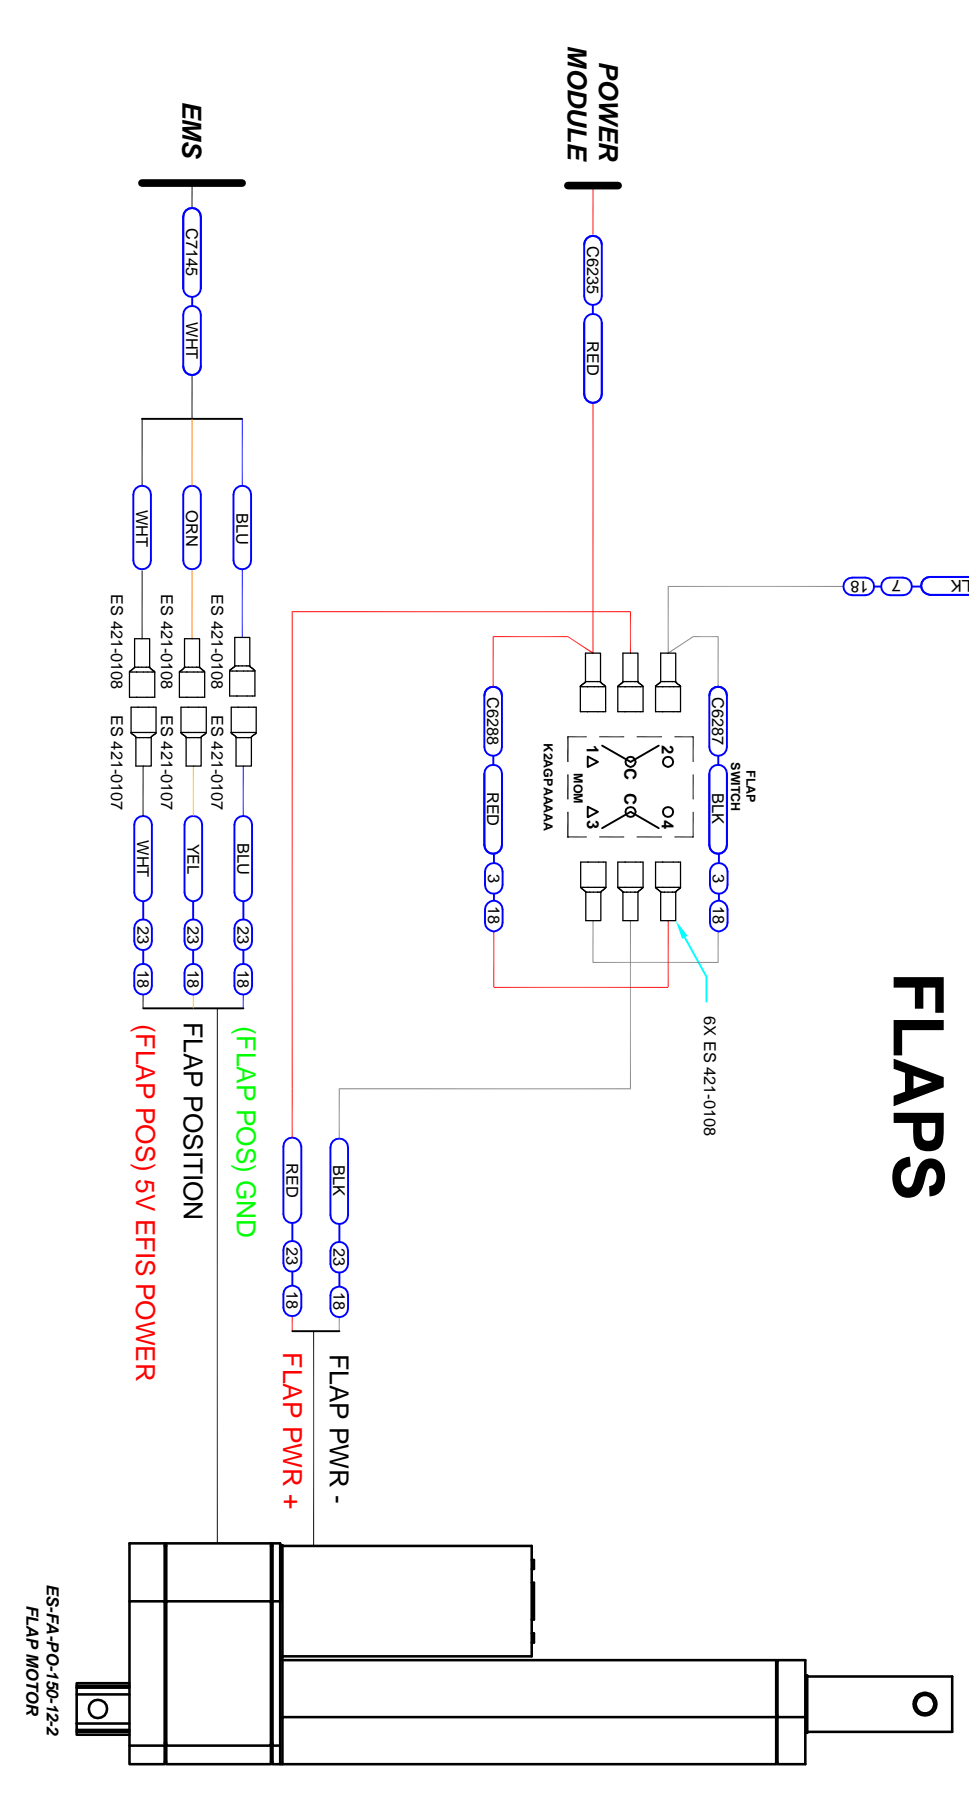 FLAPS
POWER
MODULE
C6235
RED
EMS
C7145
WHT
BLU
ORN
WHT
ES 421-0108
ES 421-0108
ES 421-0108
ES 421-0107
ES 421-0107
ES 421-0107
BLU
23
18
YEL
23
18
WHT
23
18
(FLAP POS) GND
FLAP POSITION
(FLAP POS) 5V EFIS POWER
7
18
C6287
BLK
3
18
FLAP
SWITCH
2
4
C
C
1
MOM
3
K2AGPAAAAA
C6288
RED
3
18
6X ES 421-0108
BLK
23
18
RED
23
18
FLAP PWR -
FLAP PWR +
ES-FA-PO-150-12-2
FLAP MOTOR